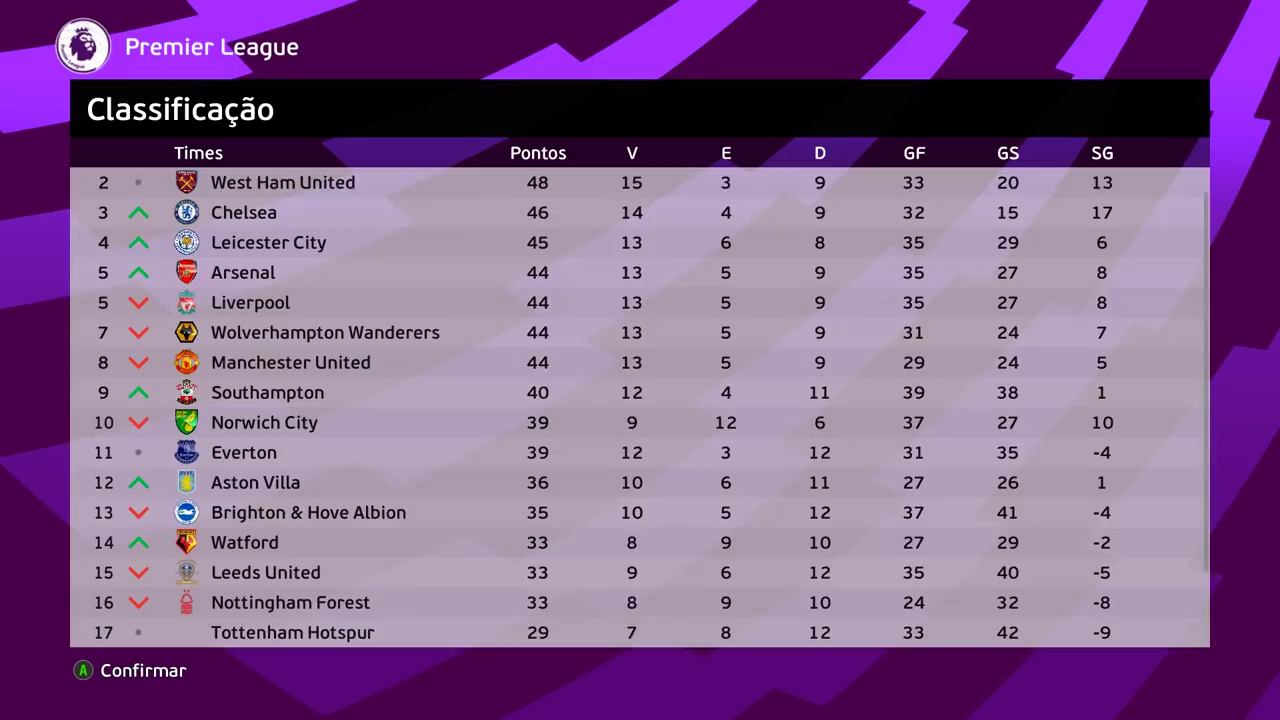 Premier League
Classificação
Times Pontos V E D GF GS SG
2 West Ham United 48 15 3 9 33 20 13
3 Chelsea 46 14 4 9 32 15 17
4 Leicester City 45 13 6 8 35 29 6
5 Arsenal 44 13 5 9 35 27 8
5 Liverpool 44 13 5 9 35 27 8
7 Wolverhampton Wanderers 44 13 5 9 31 24 7
8 Manchester United 44 13 5 9 29 24 5
9 Southampton 40 12 4 11 39 38 1
10 Norwich City 39 9 12 6 37 27 10
11 Everton 39 12 3 12 31 35 -4
12 Aston Villa 36 10 6 11 27 26 1
13 Brighton & Hove Albion 35 10 5 12 37 41 -4
14 Watford 33 8 9 10 27 29 -2
15 Leeds United 33 9 6 12 35 40 -5
16 Nottingham Forest 33 8 9 10 24 32 -8
17 Tottenham Hotspur 29 7 8 12 33 42 -9
A Confirmar